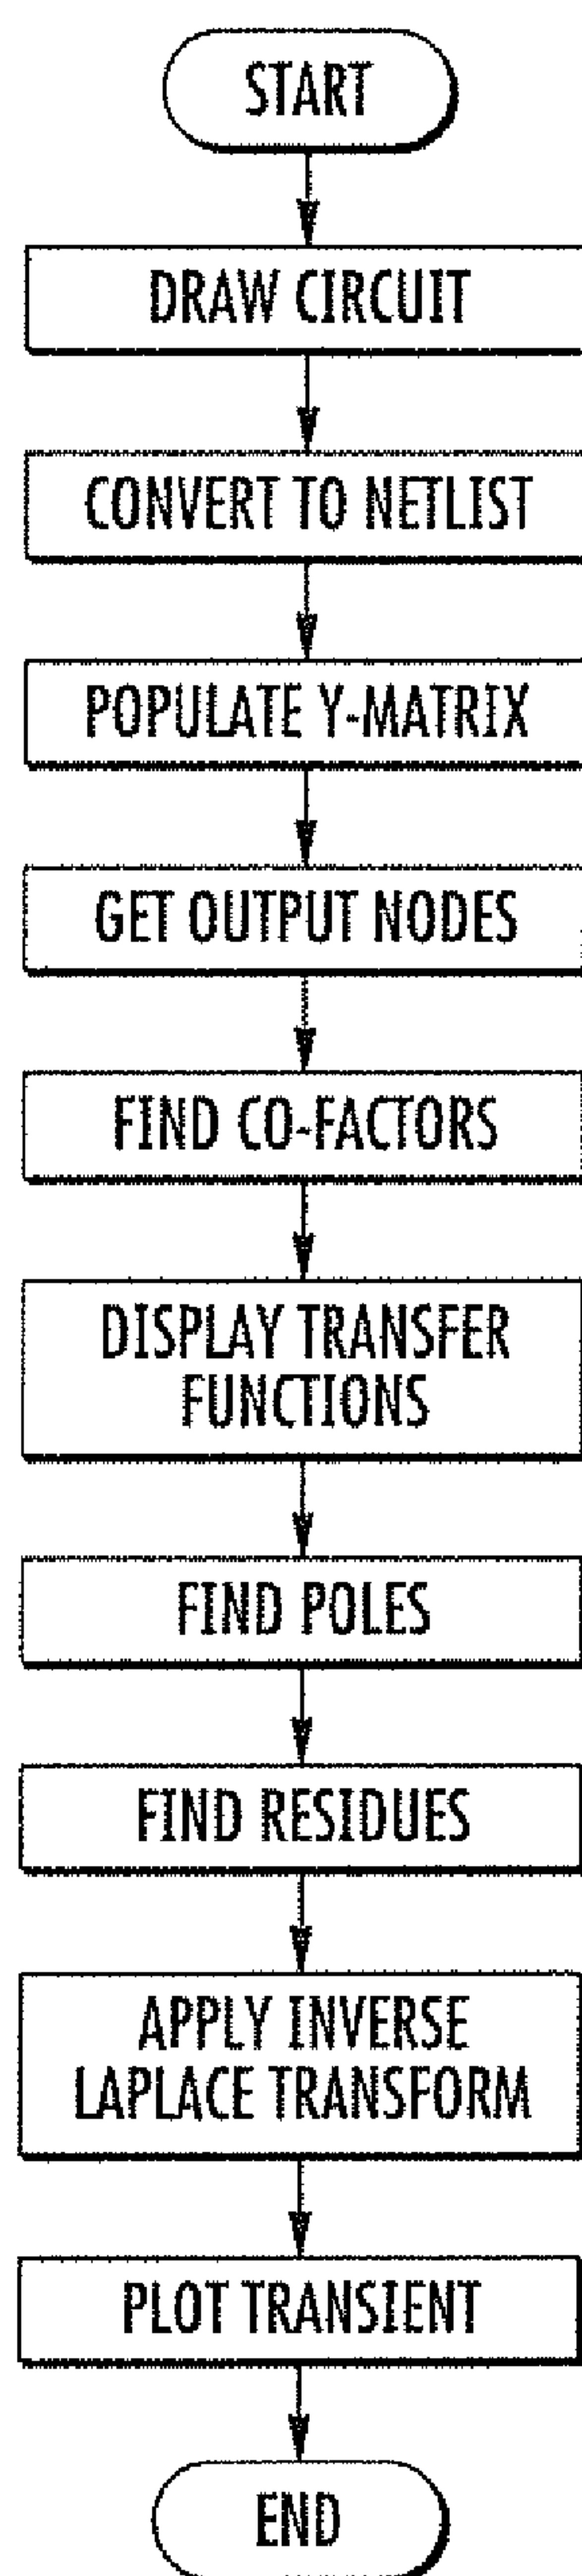 START
DRAW CIRCUIT
CONVERT TO NETLIST
POPULATE Y-MATRIX
GET OUTPUT NODES
FIND CO-FACTORS
DISPLAY TRANSFER
FUNCTIONS
FIND POLES
FIND RESIDUES
APPLY INVERSE
LAPLACE TRANSFORM
PLOT TRANSIENT
END